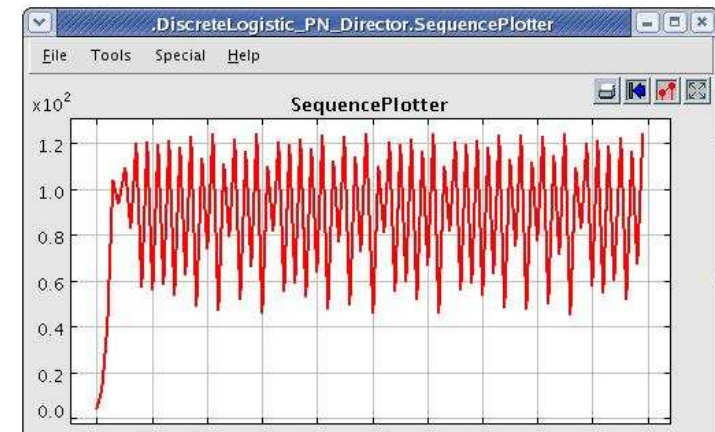 .DiscreteLogistic_PN_Director.SequencePlotter
File Tools Special Help
x10²
SequencePlotter
1.2
1.0
0.8
0.6
0.4
0.2
0.0